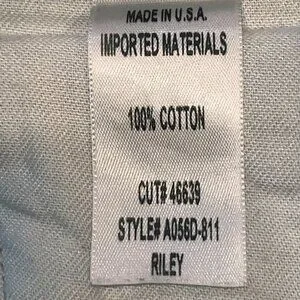 MADE IN U.S.A.
IMPORTED MATERIALS
100% COTTON
CUT# 46639
STYLE# A056D-811
RILEY